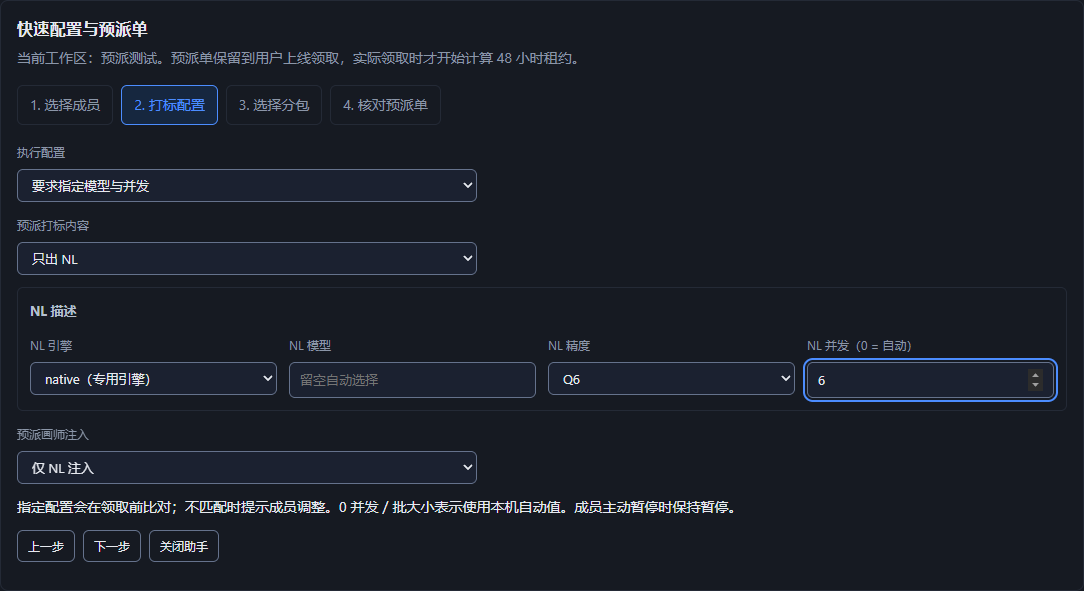 快速配置与预派单
当前工作区：预派测试。预派单保留到用户上线领取，实际领取时才开始计算 48 小时租约。
1. 选择成员
2. 打标配置
3. 选择分包
4. 核对预派单
执行配置
要求指定模型与并发
预派打标内容
只出 NL
NL 描述
NL 引擎
NL 模型
NL 精度
NL 并发（0 = 自动）
native（专用引擎）
留空自动选择
Q6
6
预派画师注入
仅 NL 注入
指定配置会在领取前比对；不匹配时提示成员调整。0 并发 / 批大小表示使用本机自动值。成员主动暂停时保持暂停。
上一步
下一步
关闭助手